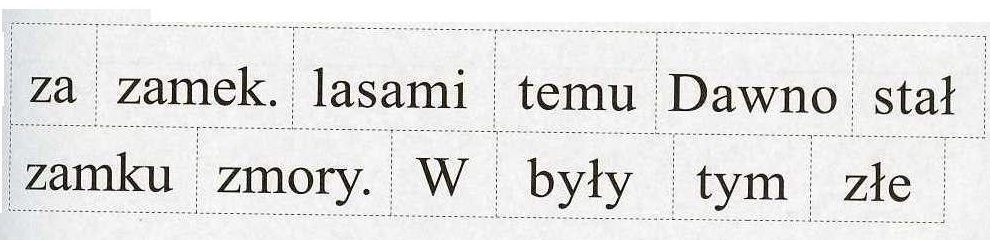 za zamek. lasami temu Dawno stał
zamku zmory. W były tym złe